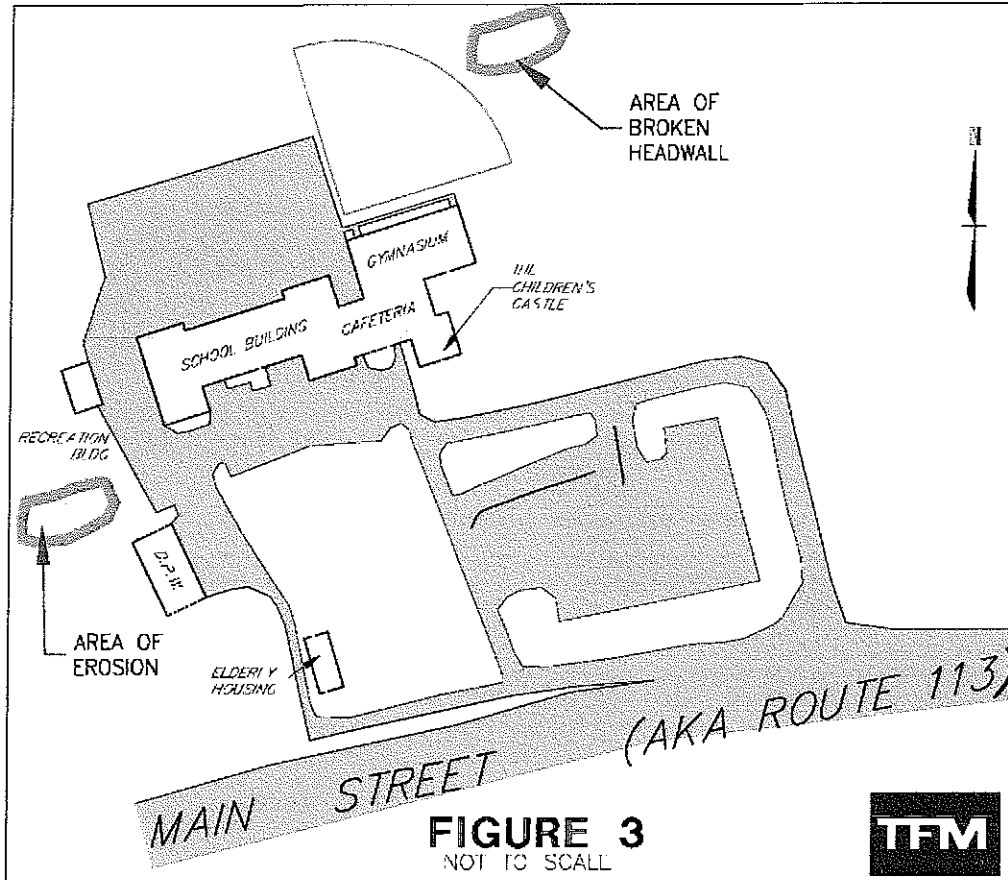 AREA OF
BROKEN
HEADWALL
N
GYMNASIUM
THE
CHILDREN'S
CASTLE
CAFETERIA
SCHOOL BUILDING
RECREATION
BLDG
D.P.W.
AREA OF
EROSION
ELDERLY
HOUSING
MAIN STREET (AKA ROUTE 113)
FIGURE 3
NOT TO SCALE
TFM